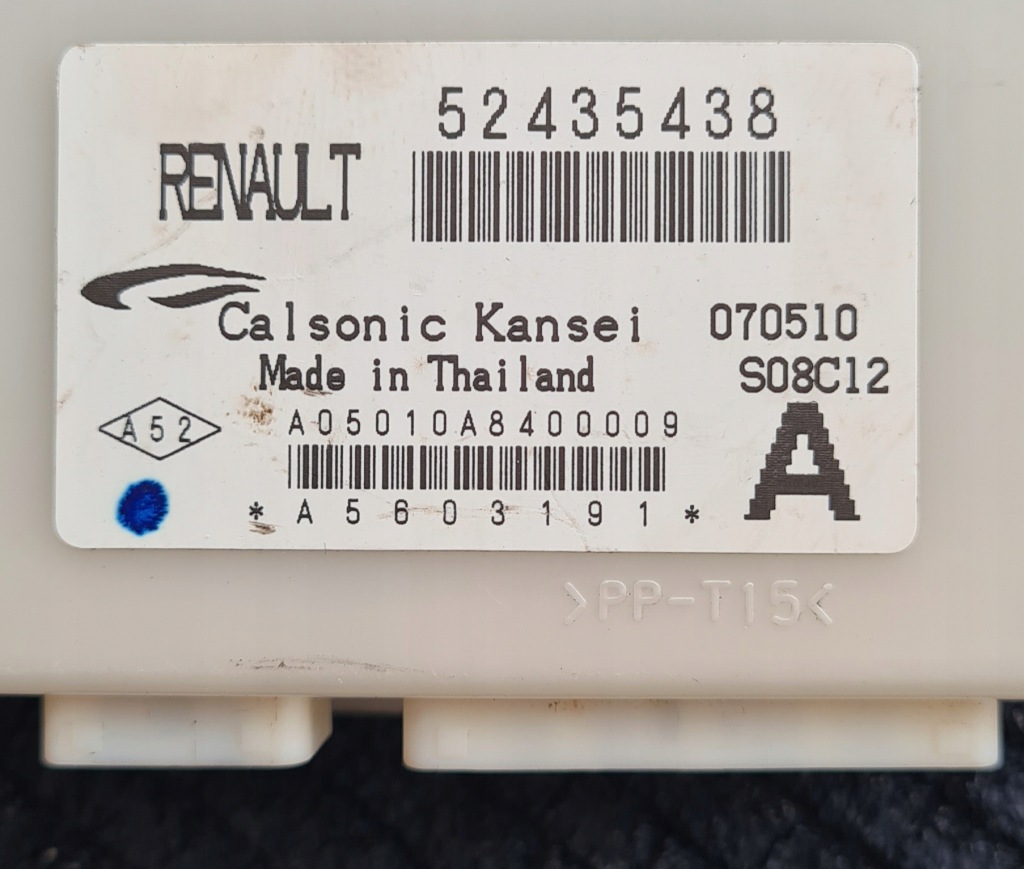 52435438
RENAULT
Calsonic Kansei 070510
Made in Thailand S08C12
A52
A05010A8400009
A
*A5603191*
>PP-T15<